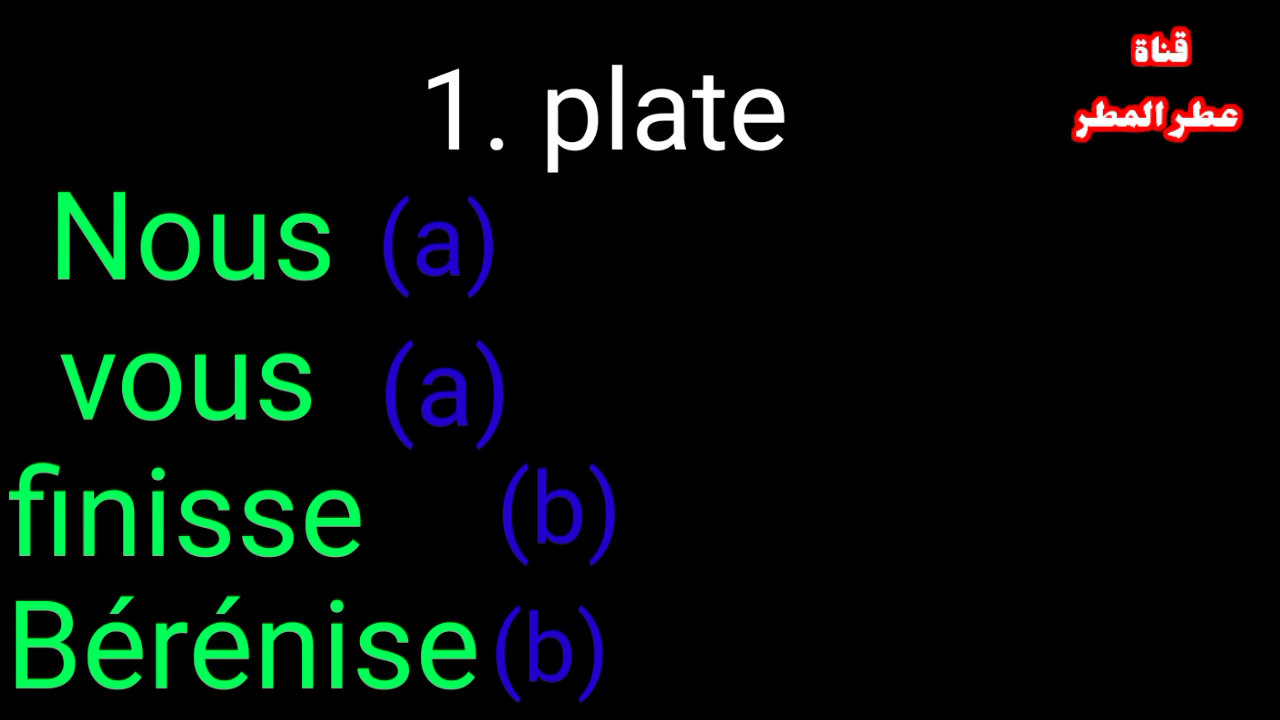 قناة
عطر المطر
1. plate
Nous (a)
vous (a)
finisse (b)
Bérénise (b)